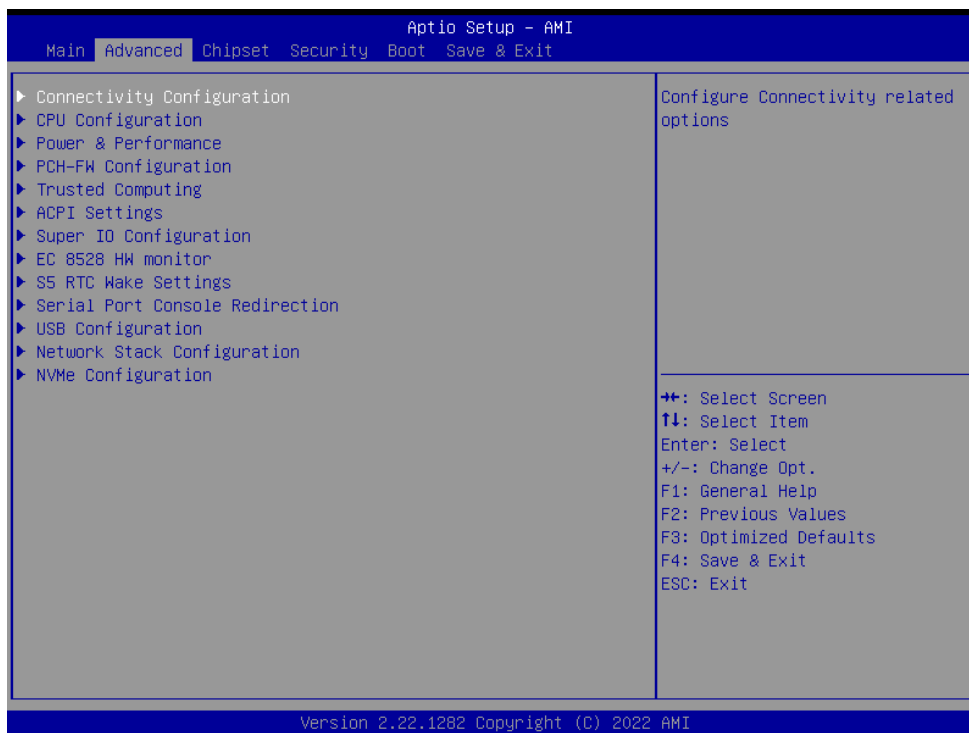 Aptio Setup – AMI
Main Advanced Chipset Security Boot Save & Exit
Connectivity Configuration
CPU Configuration
Power & Performance
PCH-FW Configuration
Trusted Computing
ACPI Settings
Super IO Configuration
EC 8528 HW monitor
S5 RTC Wake Settings
Serial Port Console Redirection
USB Configuration
Network Stack Configuration
NVMe Configuration
Configure Connectivity related
options
→←: Select Screen
↑↓: Select Item
Enter: Select
+/-: Change Opt.
F1: General Help
F2: Previous Values
F3: Optimized Defaults
F4: Save & Exit
ESC: Exit
Version 2.22.1282 Copyright (C) 2022 AMI